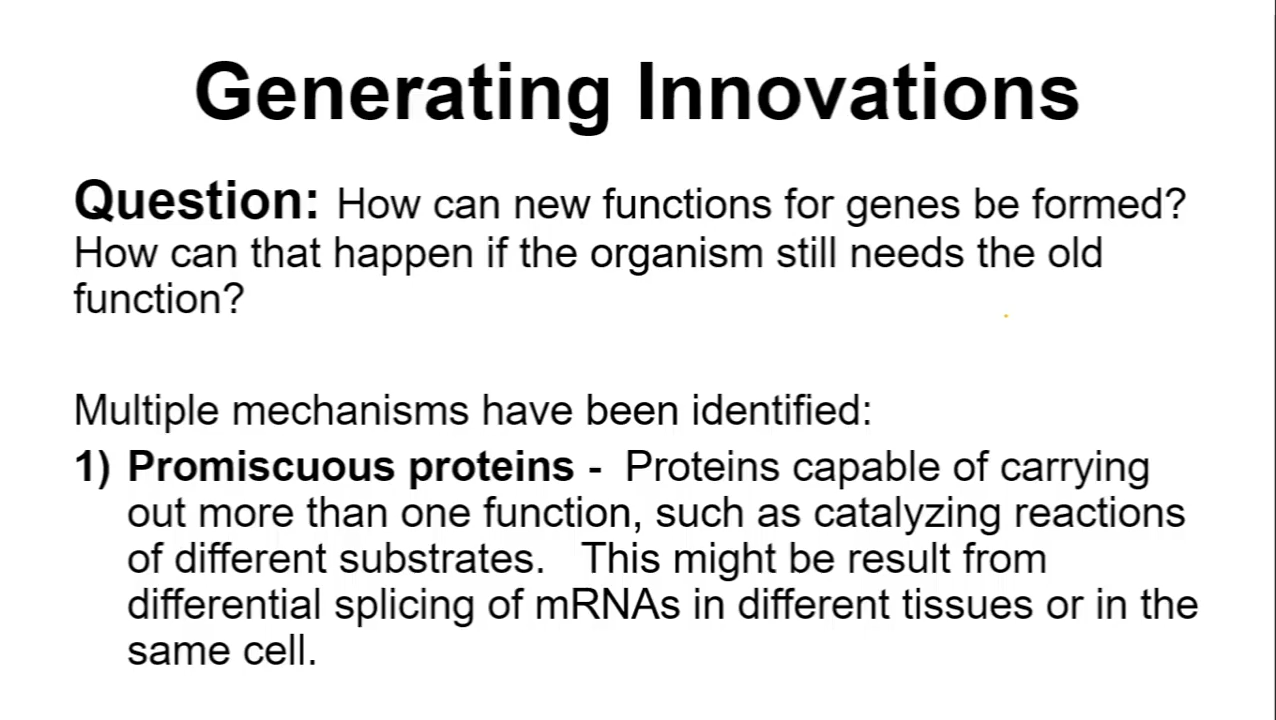 Generating Innovations
Question: How can new functions for genes be formed?
How can that happen if the organism still needs the old
function?
Multiple mechanisms have been identified:
1) Promiscuous proteins - Proteins capable of carrying
out more than one function, such as catalyzing reactions
of different substrates. This might be result from
differential splicing of mRNAs in different tissues or in the
same cell.